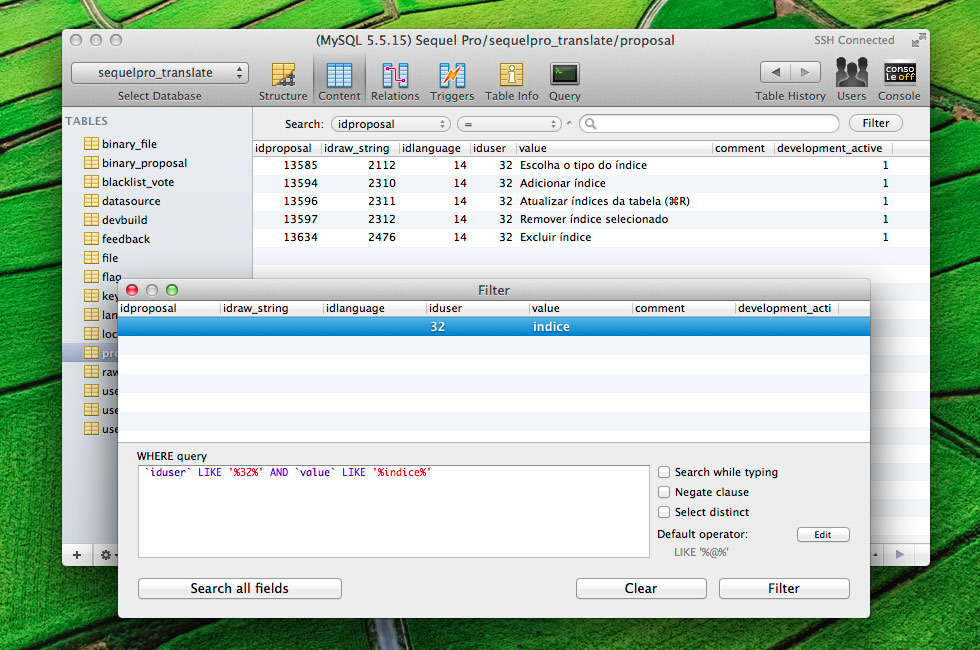 (MySQL 5.5.15) Sequel Pro/sequelpro_translate/proposal
SSH Connected
sequelpro_translate
Select Database
Structure Content Relations Triggers Table Info Query
Table History Users Console
conso
le off
TABLES
binary_file
binary_proposal
blacklist_vote
datasource
devbuild
feedback
file
flag
key
lan
loc
pro
raw
use
use
use
Search: idproposal = Filter
idproposal idraw_string idlanguage iduser value comment development_active
13585 2112 14 32 Escolha o tipo do índice 1
13594 2310 14 32 Adicionar índice 1
13596 2311 14 32 Atualizar índices da tabela (⌘R) 1
13597 2312 14 32 Remover índice selecionado 1
13634 2476 14 32 Excluir índice 1
Filter
idproposal idraw_string idlanguage iduser value comment development_acti
32 indice
WHERE query
`iduser` LIKE '%32%' AND `value` LIKE '%indice%'
Search while typing
Negate clause
Select distinct
Default operator: Edit
LIKE '%@%'
Search all fields Clear Filter